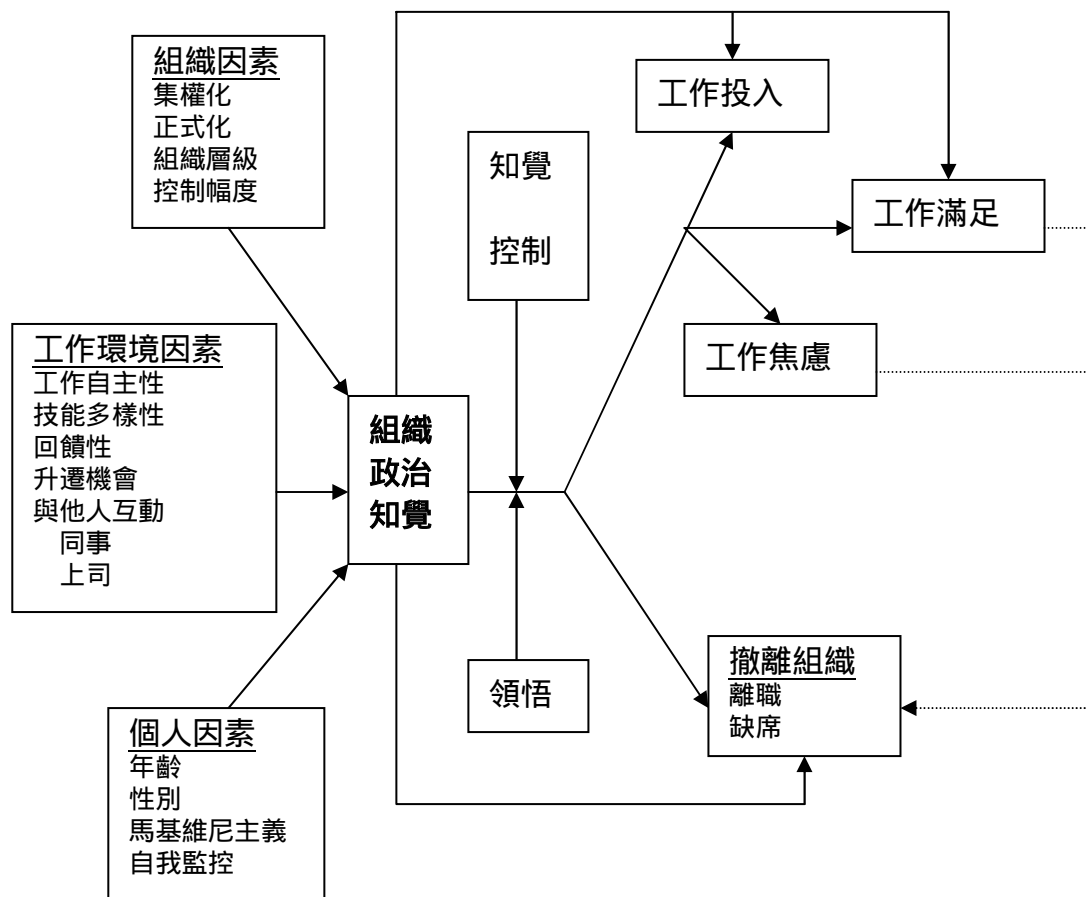 組織因素
集權化
正式化
組織層級
控制幅度
工作環境因素
工作自主性
技能多樣性
回饋性
升遷機會
與他人互動
同事
上司
個人因素
年齡
性別
馬基維尼主義
自我監控
組織
政治
知覺
知覺
控制
領悟
工作投入
工作滿足
工作焦慮
撤離組織
離職
缺席